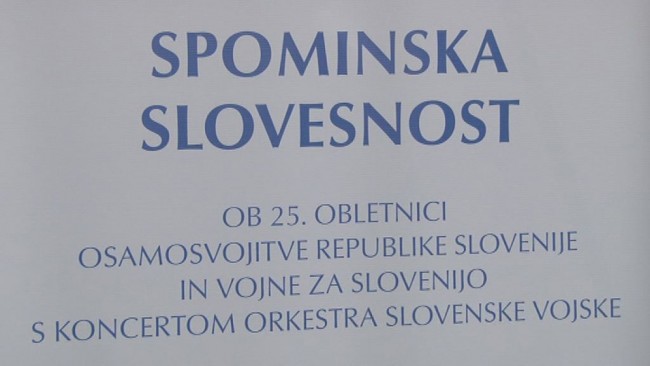 SPOMINSKA
SLOVESNOST
OB 25. OBLETNICI
OSAMOSVOJITVE REPUBLIKE SLOVENIJE
IN VOJNE ZA SLOVENIJO
S KONCERTOM ORKESTRA SLOVENSKE VOJSKE